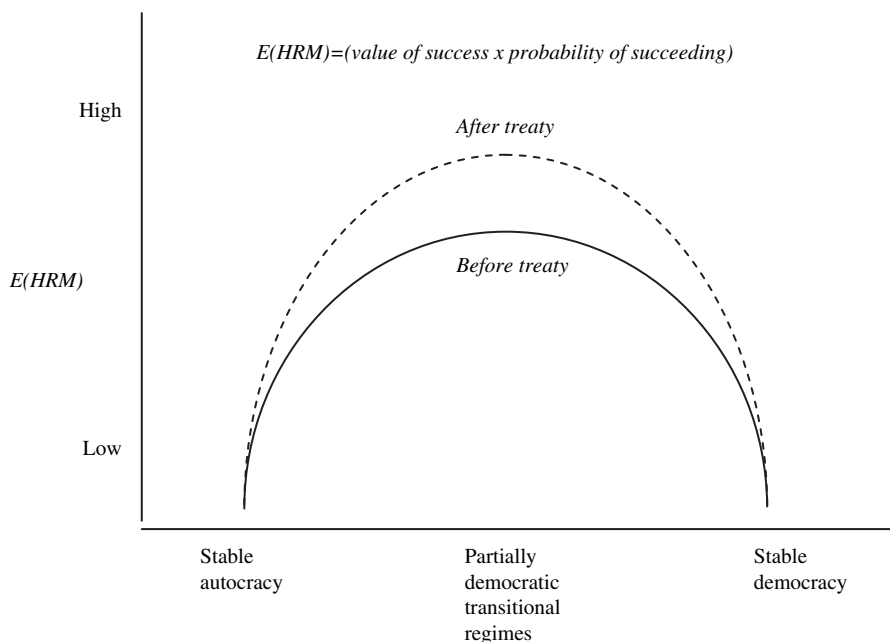 E(HRM)=(value of success x probability of succeeding)
High
After treaty
Before treaty
E(HRM)
Low
Stable
autocracy
Partially
democratic
transitional
regimes
Stable
democracy